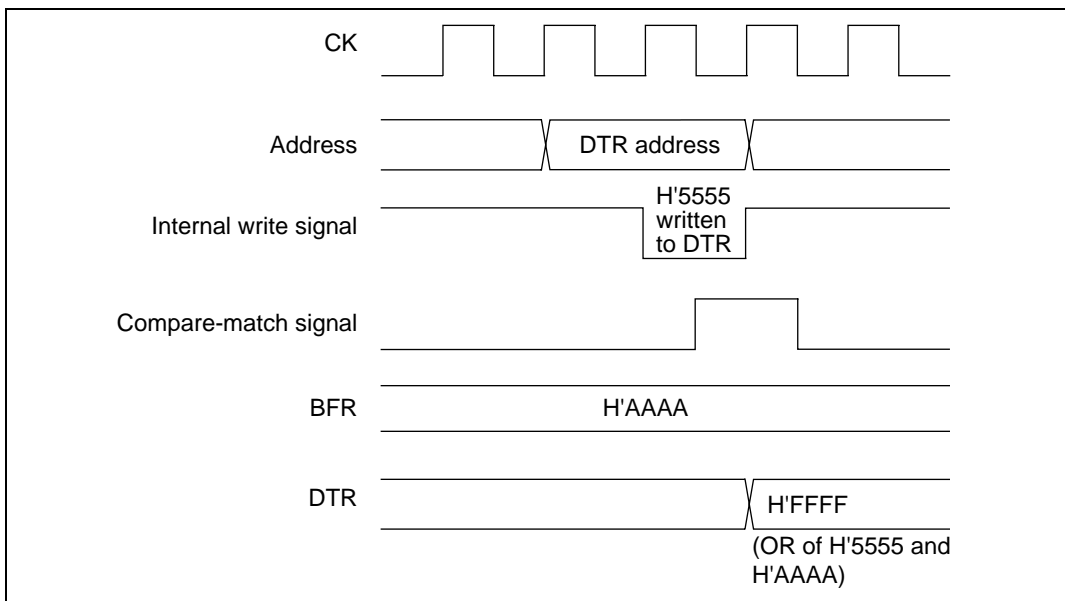 CK
Address
DTR address
Internal write signal
H'5555
written
to DTR
Compare-match signal
BFR
H'AAAA
DTR
H'FFFF
(OR of H'5555 and
H'AAAA)